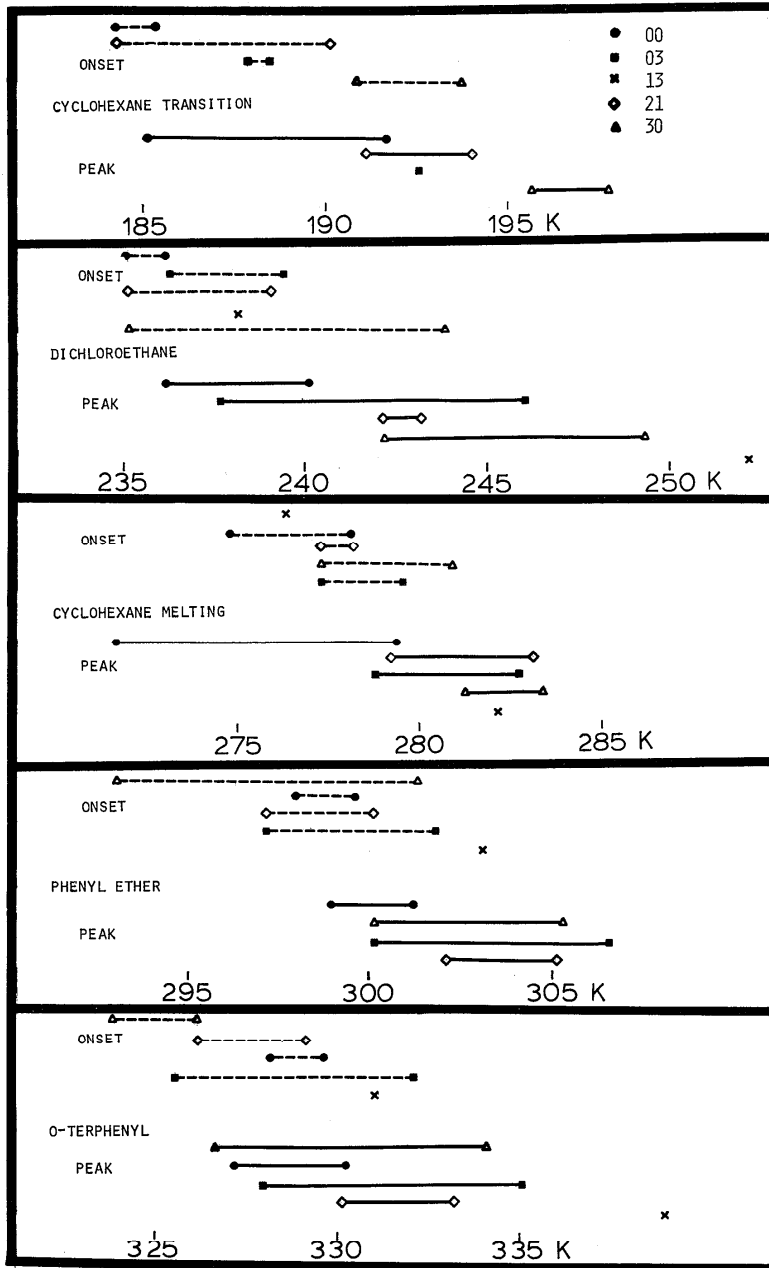 00
03
13
21
30
ONSET
CYCLOHEXANE TRANSITION
PEAK
185 190 195 K
ONSET
DICHLOROETHANE
PEAK
235 240 245 250 K
ONSET
CYCLOHEXANE MELTING
PEAK
275 280 285 K
ONSET
PHENYL ETHER
PEAK
295 300 305 K
ONSET
O-TERPHENYL
PEAK
325 330 335 K